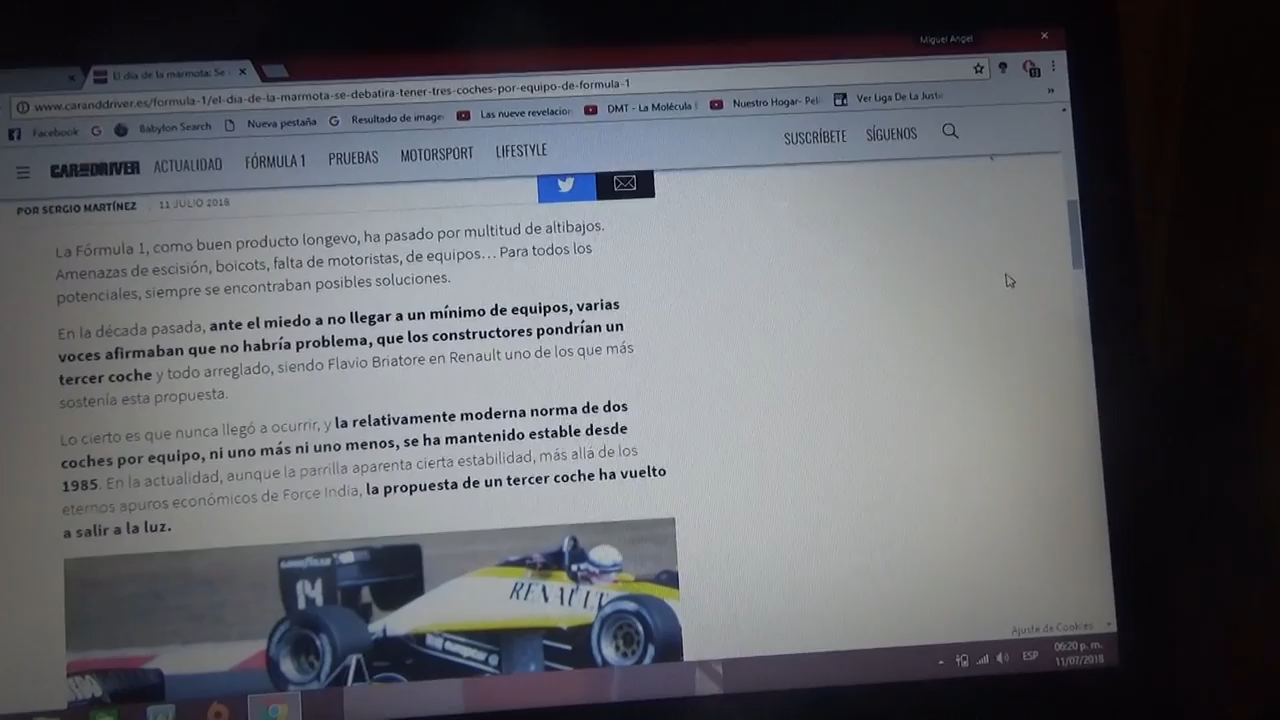 Miguel Angel
El día de la marmota: Se
www.caranddriver.es/formula-1/el-dia-de-la-marmota-se-debatira-tener-tres-coches-por-equipo-de-formula-1
Facebook
Babylon Search
Nueva pestaña
Resultado de image
Las nueve revelacion
DMT - La Molécula
Nuestro Hogar- Pel
Ver Liga De La Justi
»
CAR AND DRIVER
ACTUALIDAD
FÓRMULA 1
PRUEBAS
MOTORSPORT
LIFESTYLE
SUSCRÍBETE
SÍGUENOS
POR SERGIO MARTÍNEZ
11 JULIO 2018
La Fórmula 1, como buen producto longevo, ha pasado por multitud de altibajos.
Amenazas de escisión, boicots, falta de motoristas, de equipos… Para todos los
potenciales, siempre se encontraban posibles soluciones.
En la década pasada, ante el miedo a no llegar a un mínimo de equipos, varias
voces afirmaban que no habría problema, que los constructores pondrían un
tercer coche y todo arreglado, siendo Flavio Briatore en Renault uno de los que más
sostenía esta propuesta.
Lo cierto es que nunca llegó a ocurrir, y la relativamente moderna norma de dos
coches por equipo, ni uno más ni uno menos, se ha mantenido estable desde
1985. En la actualidad, aunque la parrilla aparenta cierta estabilidad, más allá de los
eternos apuros económicos de Force India, la propuesta de un tercer coche ha vuelto
a salir a la luz.
RENAULT
Ajuste de Cookies
ESP
06:20 p. m.
11/07/2018